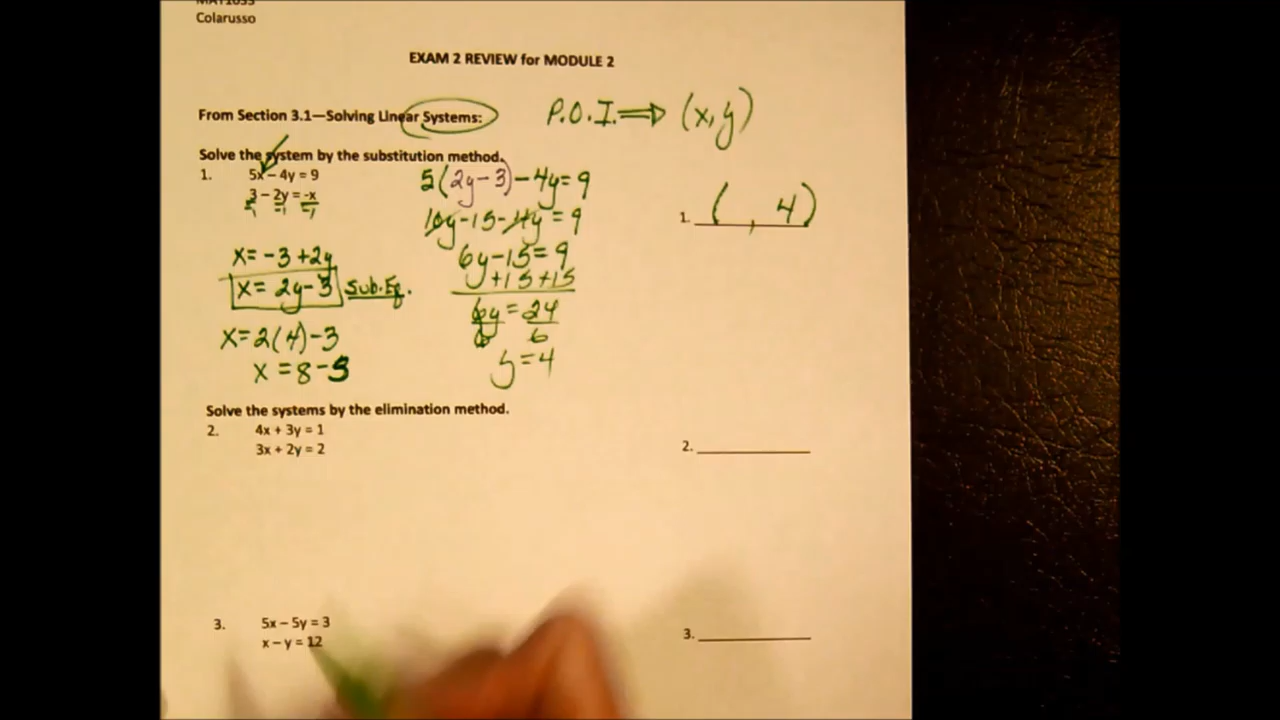 Colarusso
EXAM 2 REVIEW for MODULE 2
From Section 3.1—Solving Linear Systems:
P.O.I. ⟹ (x,y)
Solve the system by the substitution method.
1. 5x – 4y = 9
3 – 2y = -x
-1 -1 -1
x = -3 + 2y
x = 2y - 3 Sub. Eq.
x = 2(4) - 3
x = 8 - 3
5(2y - 3) - 4y = 9
10y - 15 - 4y = 9
6y - 15 = 9
+15 +15
6y = 24
6 6
y = 4
1. ( , 4)
Solve the systems by the elimination method.
2. 4x + 3y = 1
3x + 2y = 2
2.
3. 5x – 5y = 3
x – y = 12
3.